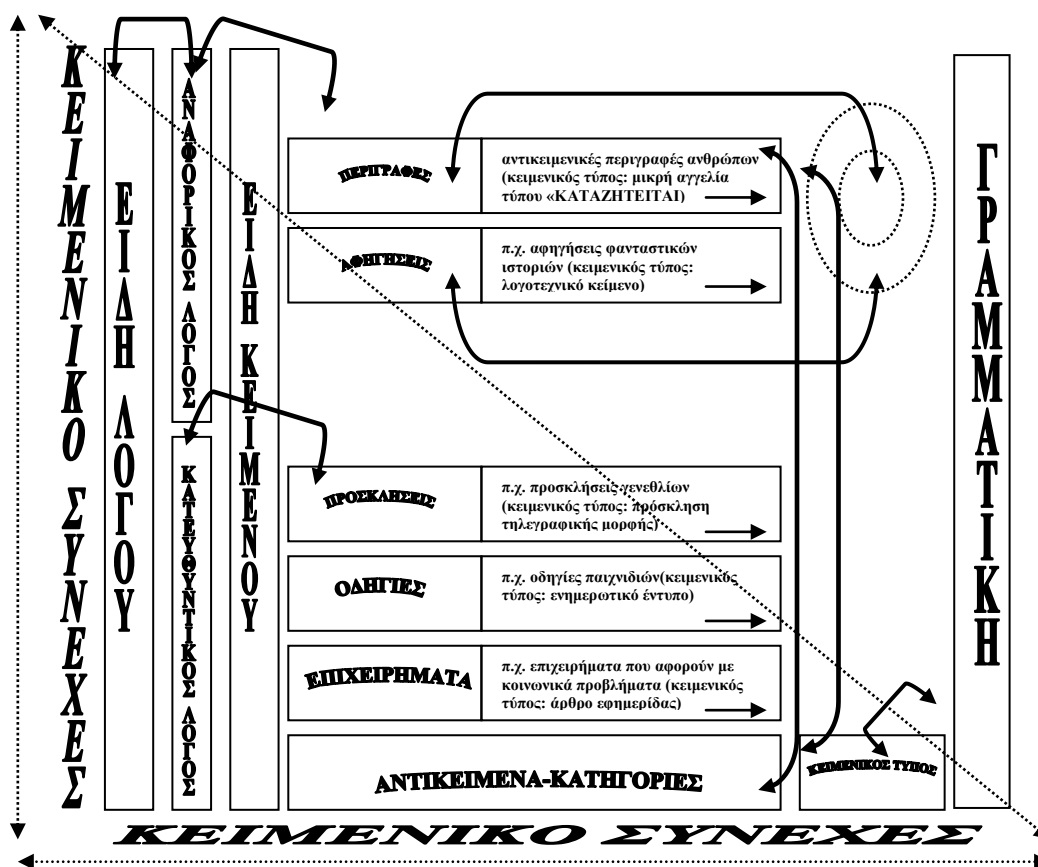 ΚΕΙΜΕΝΙΚΟ ΣΥΝΕΧΕΣ
ΕΙΔΗ ΛΟΓΟΥ
ΑΝΑΦΟΡΙΚΟΣ ΛΟΓΟΣ
ΚΑΤΕΥΘΥΝΤΙΚΟΣ ΛΟΓΟΣ
ΕΙΔΗ ΚΕΙΜΕΝΟΥ
ΠΕΡΙΓΡΑΦΕΣ
αντικειμενικές περιγραφές ανθρώπων
(κειμενικός τύπος: μικρή αγγελία
τύπου «ΚΑΤΑΖΗΤΕΙΤΑΙ)
ΑΦΗΓΗΣΕΙΣ
π.χ. αφηγήσεις φανταστικών
ιστοριών (κειμενικός τύπος:
λογοτεχνικό κείμενο)
ΠΡΟΣΚΛΗΣΕΙΣ
π.χ. προσκλήσεις γενεθλίων
(κειμενικός τύπος: πρόσκληση
τηλεγραφικής μορφής)
ΟΔΗΓΙΕΣ
π.χ. οδηγίες παιχνιδιών(κειμενικός
τύπος: ενημερωτικό έντυπο)
ΕΠΙΧΕΙΡΗΜΑΤΑ
π.χ. επιχειρήματα που αφορούν με
κοινωνικά προβλήματα (κειμενικός
τύπος: άρθρο εφημερίδας)
ΑΝΤΙΚΕΙΜΕΝΑ-ΚΑΤΗΓΟΡΙΕΣ
ΚΕΙΜΕΝΙΚΟΣ ΤΥΠΟΣ
ΓΡΑΜΜΑΤΙΚΗ
ΚΕΙΜΕΝΙΚΟ ΣΥΝΕΧΕΣ